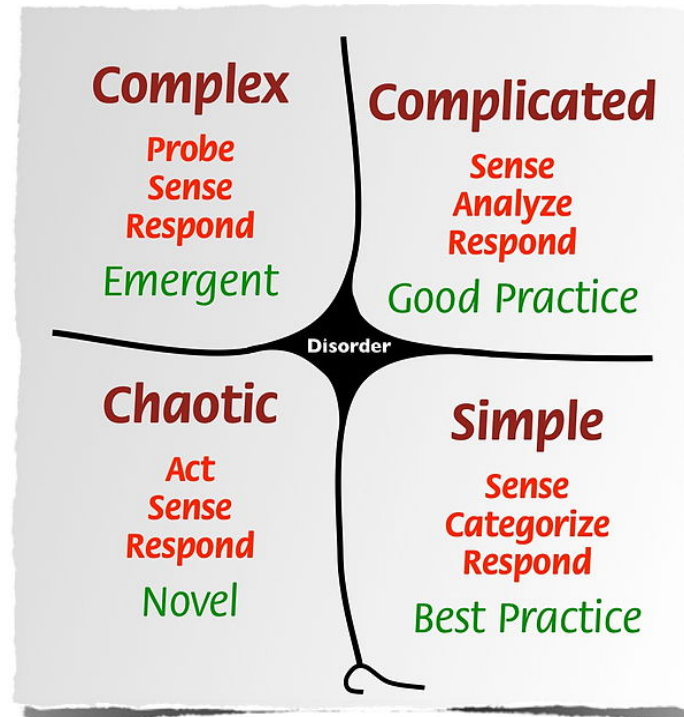 Complex
Probe
Sense
Respond
Emergent
Complicated
Sense
Analyze
Respond
Good Practice
Disorder
Chaotic
Act
Sense
Respond
Novel
Simple
Sense
Categorize
Respond
Best Practice